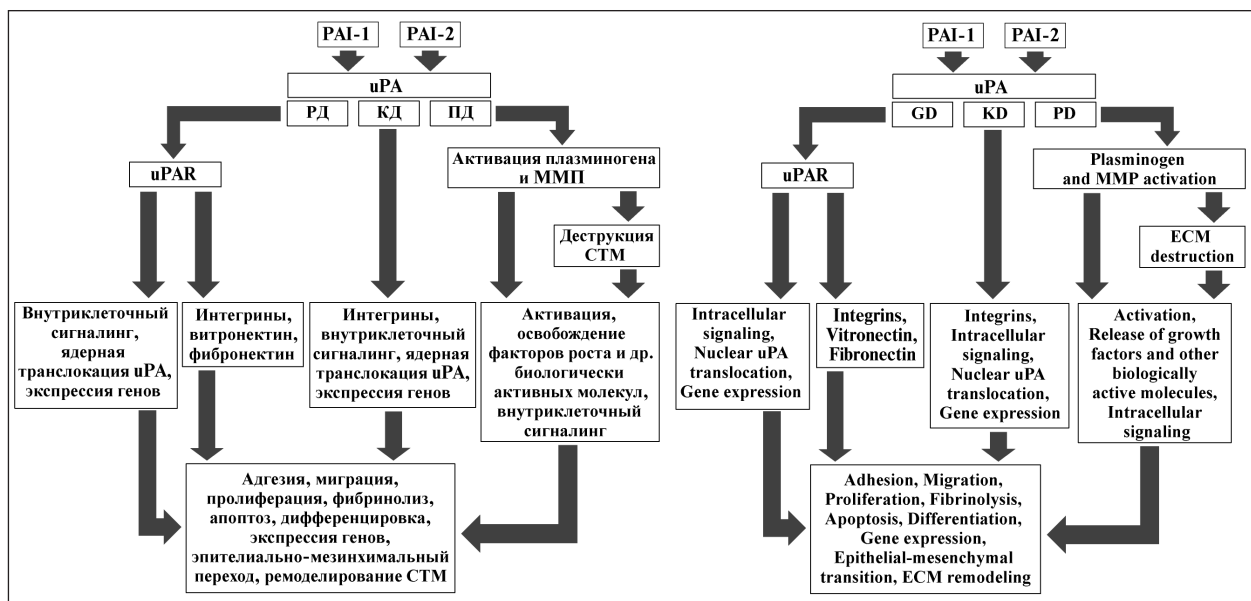 PAI-1
PAI-2
uPA
РД
КД
ПД
uPAR
Активация плазминогена
и ММП
Деструкция
СТМ
Внутриклеточный
сигналинг,
ядерная
транслокация uPA,
экспрессия генов
Интегрины,
витронектин,
фибронектин
Интегрины,
внутриклеточный
сигналинг, ядерная
транслокация uPA,
экспрессия генов
Активация,
освобождение
факторов роста и др.
биологически
активных молекул,
внутриклеточный
сигналинг
Адгезия, миграция,
пролиферация, фибринолиз,
апоптоз, дифференцировка,
экспрессия генов,
эпителиально-мезинхимальный
переход, ремоделирование СТМ
PAI-1
PAI-2
uPA
GD
KD
PD
uPAR
Plasminogen
and MMP activation
ECM
destruction
Intracellular
signaling,
Nuclear uPA
translocation,
Gene expression
Integrins,
Vitronectin,
Fibronectin
Integrins,
Intracellular
signaling,
Nuclear uPA
translocation,
Gene expression
Activation,
Release of growth
factors and other
biologically
active molecules,
Intracellular
signaling
Adhesion, Migration,
Proliferation, Fibrinolysis,
Apoptosis, Differentiation,
Gene expression,
Epithelial-mesenchymal
transition, ECM remodeling